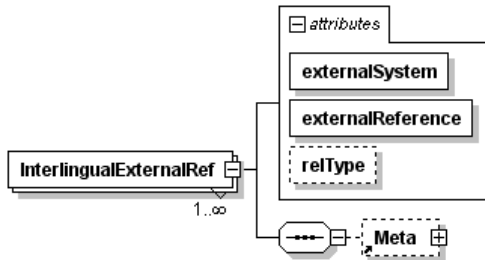 attributes
externalSystem
externalReference
relType
InterlingualExternalRef
1..∞
Meta